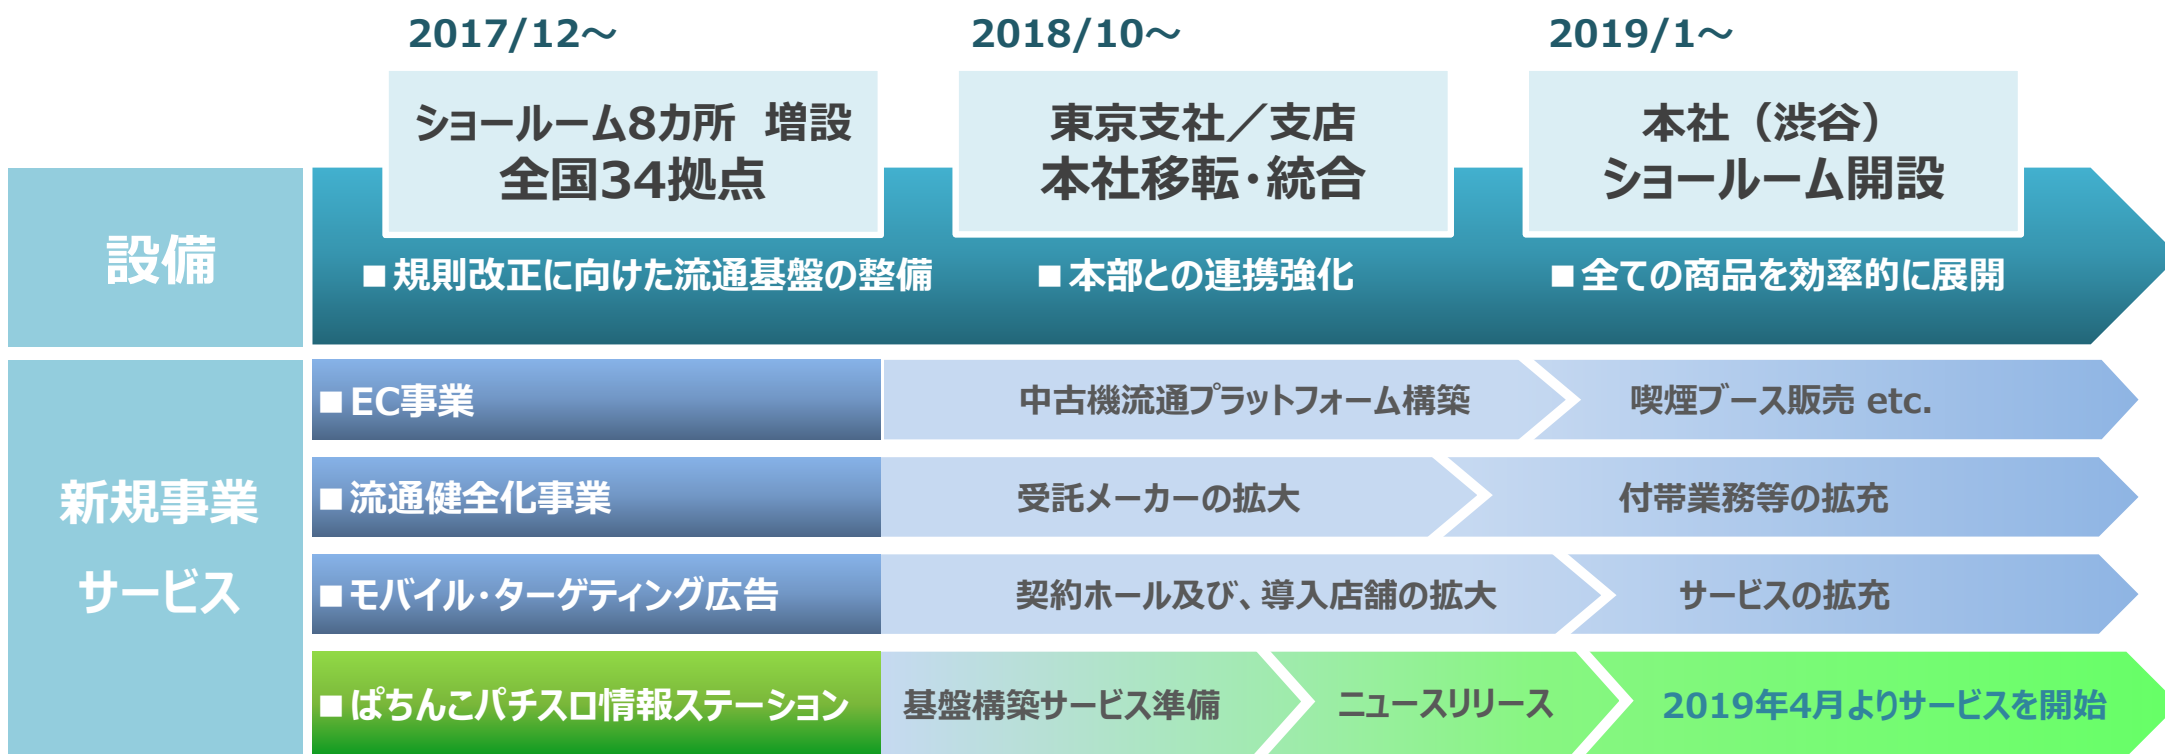 2017/12～
2018/10～
2019/1～
ショールーム8カ所 増設
全国34拠点
東京支社／支店
本社移転・統合
本社（渋谷）
ショールーム開設
設備
■規則改正に向けた流通基盤の整備
■本部との連携強化
■全ての商品を効率的に展開
新規事業
サービス
■EC事業
中古機流通プラットフォーム構築
喫煙ブース販売 etc.
■流通健全化事業
受託メーカーの拡大
付帯業務等の拡充
■モバイル・ターゲティング広告
契約ホール及び、導入店舗の拡大
サービスの拡充
■ぱちんこパチスロ情報ステーション
基盤構築サービス準備
ニュースリリース
2019年4月よりサービスを開始